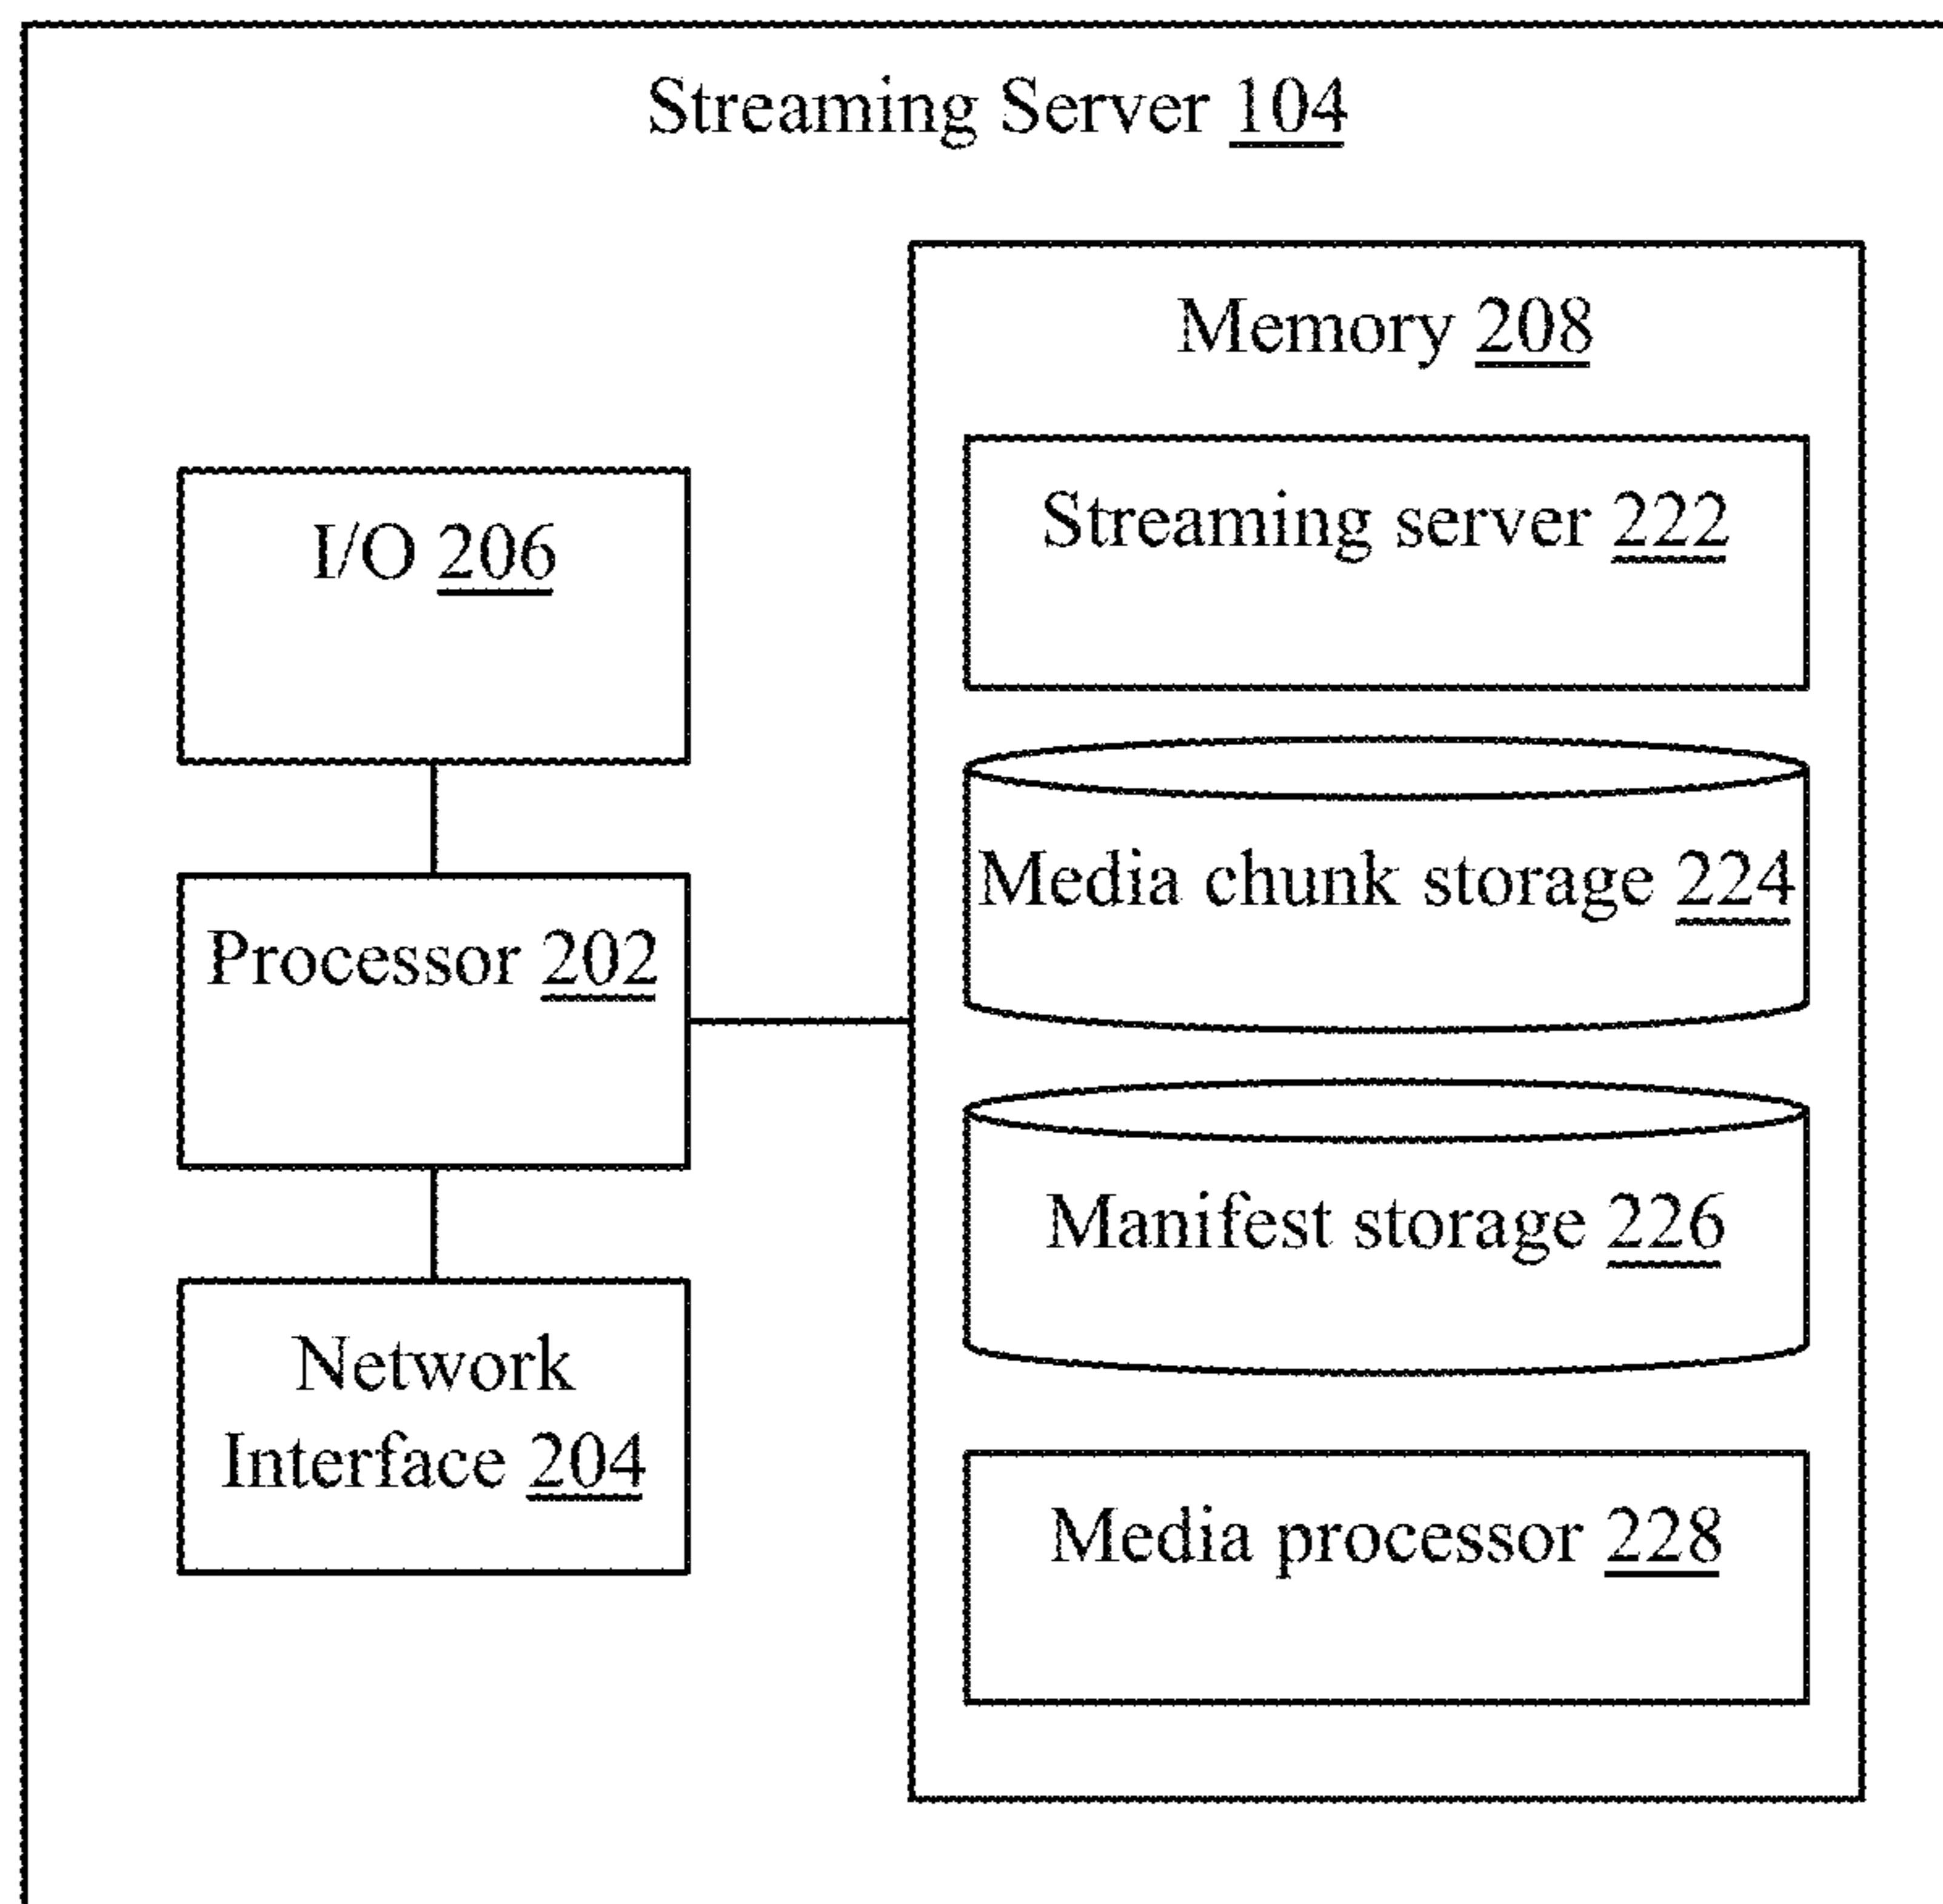 Streaming Server 104
Memory 208
Streaming server 222
I/O 206
Media chunk storage 224
Processor 202
Manifest storage 226
Network
Interface 204
Media processor 228